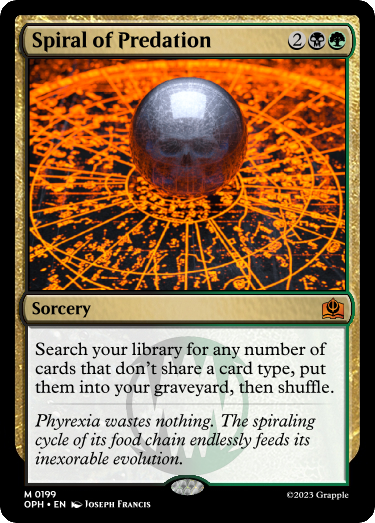 Spiral of Predation 2
Sorcery
Search your library for any number of
cards that don't share a card type, put
them into your graveyard, then shuffle.
Phyrexia wastes nothing. The spiraling
cycle of its food chain endlessly feeds its
inexorable evolution.
M 0199
OPH • EN Joseph Francis
©2023 Grapple